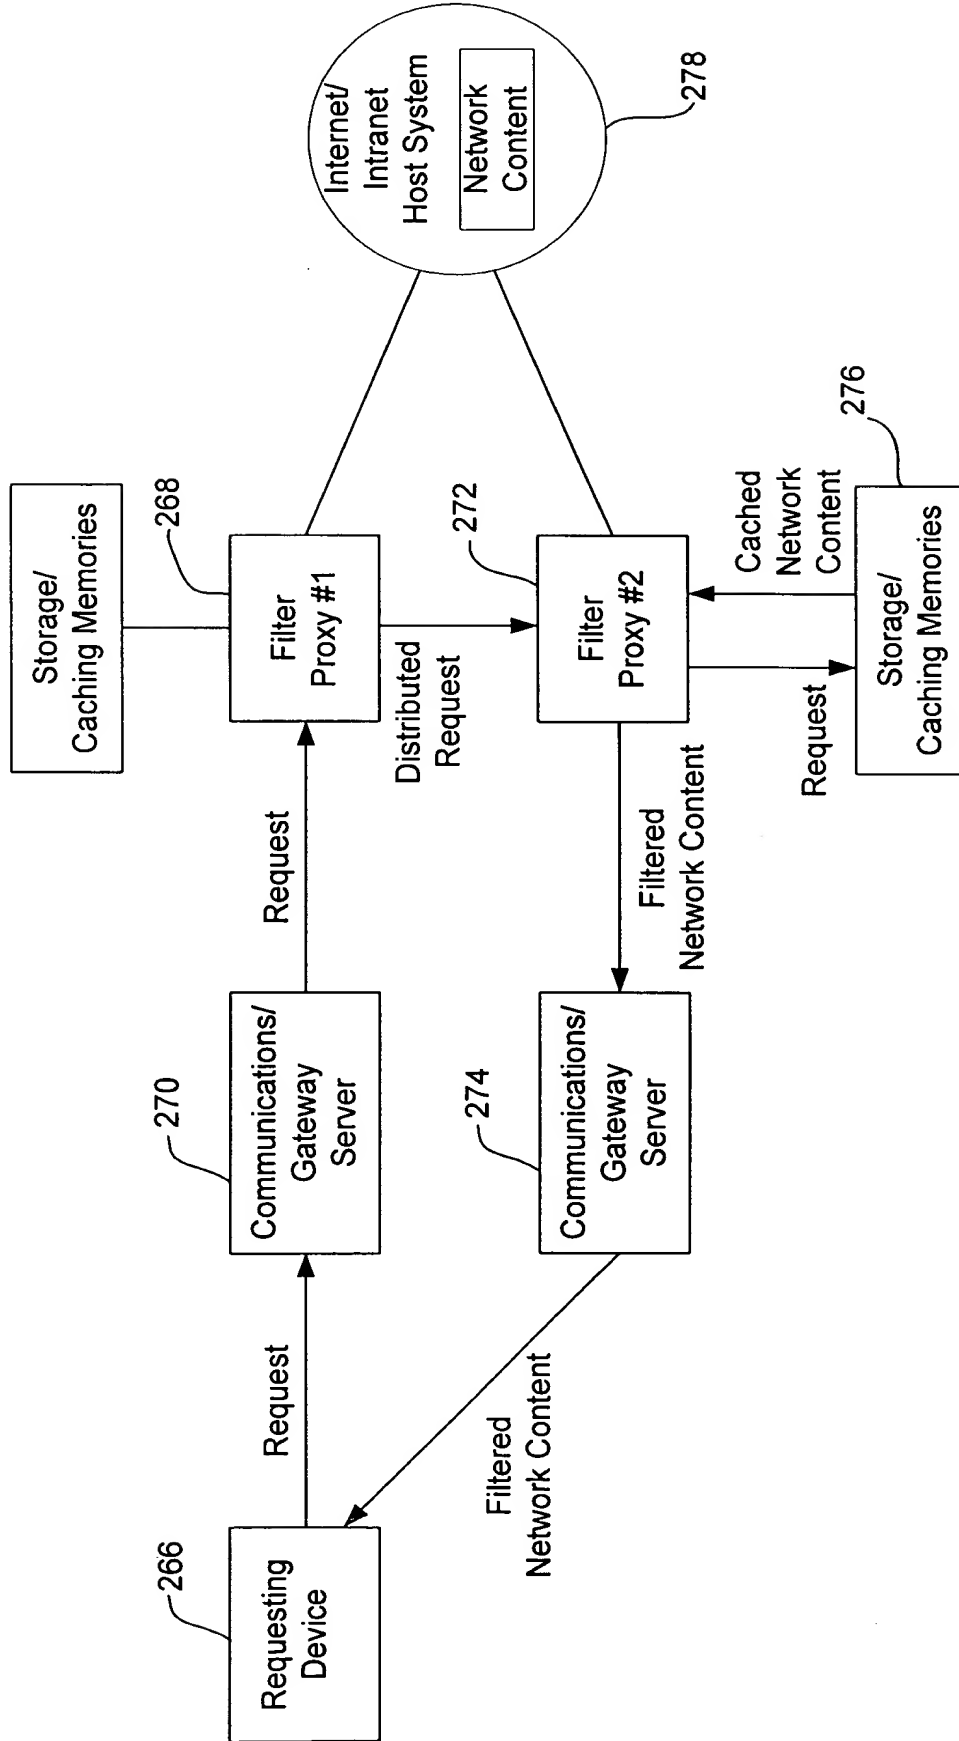 Storage/
Caching Memories
268
Filter
Proxy #1
Internet/
Intranet
Host System
Network
Content
278
270
Communications/
Gateway
Server
Request
266
Requesting
Device
Request
Distributed
Request
272
Filter
Proxy #2
274
Communications/
Gateway
Server
Filtered
Network Content
Filtered
Network Content
Cached
Network
Content
Request
276
Storage/
Caching Memories